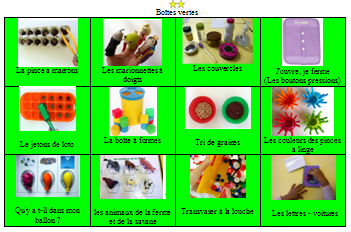 Bottes vertes
La pince à marrons
Les marionnettes à
doigts
Les couvercles
J'ouvre, je ferme
(Les boutons pressions)
Le jetons de loto
La boîte à formes
Tri de graines
Les couleurs des pinces
à linge
Qu'y a t-il dans mon
ballon ?
les animaux de la ferme
et de la savane
Transvaser à la louche
Les lettres - voitures